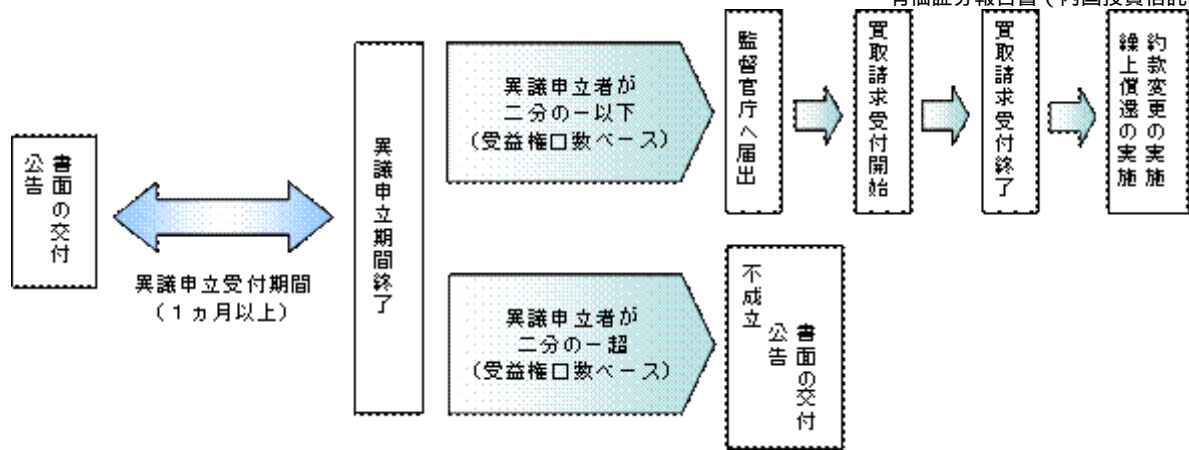 公告
書面の交付
異議申立受付期間
(1ヵ月以上)
異議申立期間終了
異議申立者が
二分の一以下
(受益権口数ベース)
監督官庁へ届出
買取請求受付開始
買取請求受付終了
約款変更の実施
繰上償還の実施
異議申立者が
二分の一超
(受益権口数ベース)
不成立
公告
書面の交付